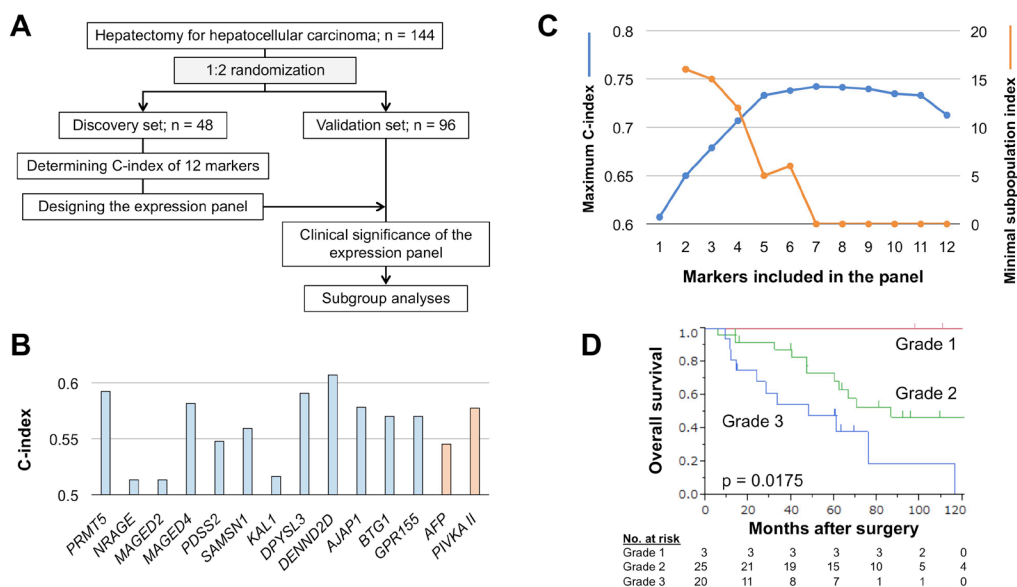 A
Hepatectomy for hepatocellular carcinoma; n = 144
1:2 randomization
Discovery set; n = 48
Validation set; n = 96
Determining C-index of 12 markers
Designing the expression panel
Clinical significance of the
expression panel
Subgroup analyses
B
C-index
0.6
0.55
0.5
PRMT5
NRAGE
MAGED2
MAGED4
PDSS2
SAMSN1
KAL1
DPYSL3
DENND2D
AJAP1
BTG1
GPR155
AFP
PIVKA II
C
Maximum C-index
0.8
0.75
0.7
0.65
0.6
20
15
10
5
0
Minimal subpopulation index
1 2 3 4 5 6 7 8 9 10 11 12
Markers included in the panel
D
Overall survival
1.0
0.8
0.6
0.4
0.2
0.0
Grade 1
Grade 2
Grade 3
p = 0.0175
0 10 20 30 40 50 60 70 80 90 100 120
Months after surgery
No. at risk
Grade 1 3 3 3 3 3 2 0
Grade 2 25 21 19 15 10 5 4
Grade 3 20 11 8 7 1 1 0